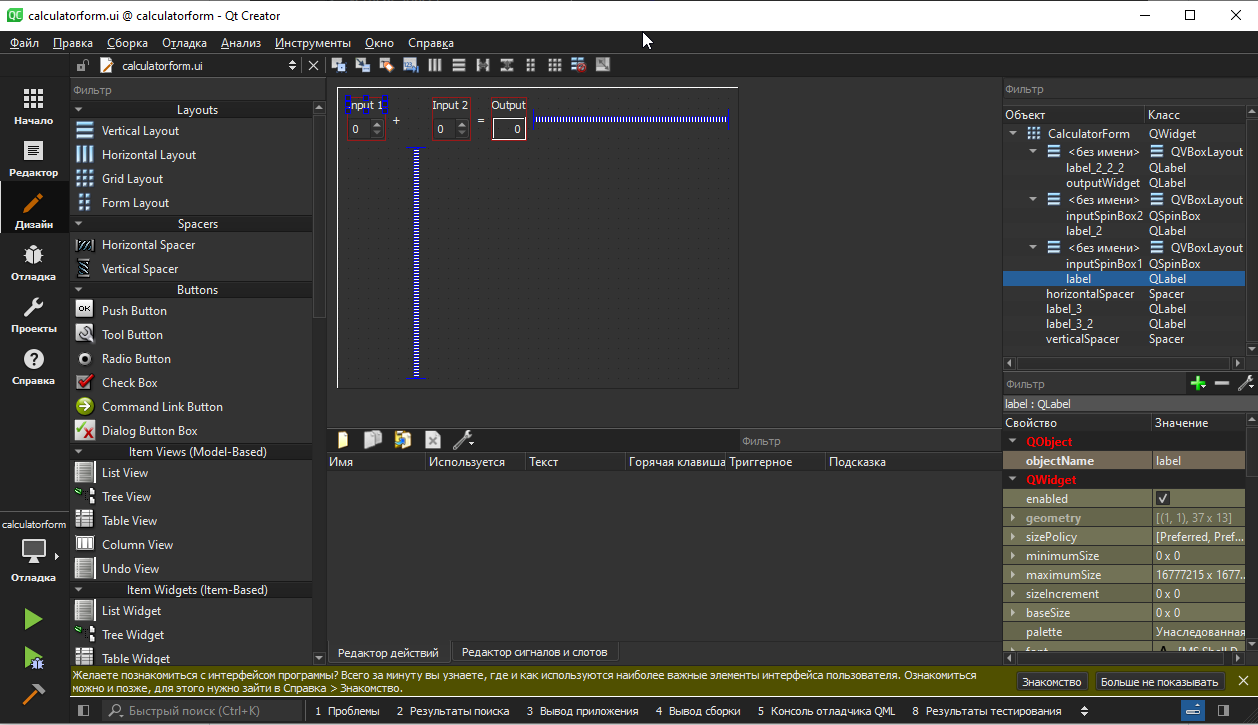 calculatorform.ui @ calculatorform - Qt Creator
Файл Правка Сборка Отладка Анализ Инструменты Окно Справка
calculatorform.ui
Начало
Редактор
Дизайн
Отладка
Проекты
Справка
calculatorform
Отладка
Фильтр
Layouts
Vertical Layout
Horizontal Layout
Grid Layout
Form Layout
Spacers
Horizontal Spacer
Vertical Spacer
Buttons
Push Button
Tool Button
Radio Button
Check Box
Command Link Button
Dialog Button Box
Item Views (Model-Based)
List View
Tree View
Table View
Column View
Undo View
Item Widgets (Item-Based)
List Widget
Tree Widget
Table Widget
Input 1 Input 2 Output
0 + 0 = 0
Фильтр
Имя Используется Текст Горячая клавиша Триггерное Подсказка
Редактор действий Редактор сигналов и слотов
Фильтр
Объект Класс
CalculatorForm QWidget
<без имени> QVBoxLayout
label_2_2_2 QLabel
outputWidget QLabel
<без имени> QVBoxLayout
inputSpinBox2 QSpinBox
label_2 QLabel
<без имени> QVBoxLayout
inputSpinBox1 QSpinBox
label QLabel
horizontalSpacer Spacer
label_3 QLabel
label_3_2 QLabel
verticalSpacer Spacer
Фильтр
label : QLabel
Свойство Значение
QObject
objectName label
QWidget
enabled
geometry [(1, 1), 37 x 13]
sizePolicy [Preferred, Pref...
minimumSize 0 x 0
maximumSize 16777215 x 1677...
sizeIncrement 0 x 0
baseSize 0 x 0
palette Унаследованная
font A [MS Shell D
Желаете познакомиться с интерфейсом программы? Всего за минуту вы узнаете, где и как используются наиболее важные элементы интерфейса пользователя. Ознакомиться
можно и позже, для этого нужно зайти в Справка > Знакомство.
Знакомство Больше не показывать
Быстрый поиск (Ctrl+K) 1 Проблемы 2 Результаты поиска 3 Вывод приложения 4 Вывод сборки 5 Консоль отладчика QML 8 Результаты тестирования